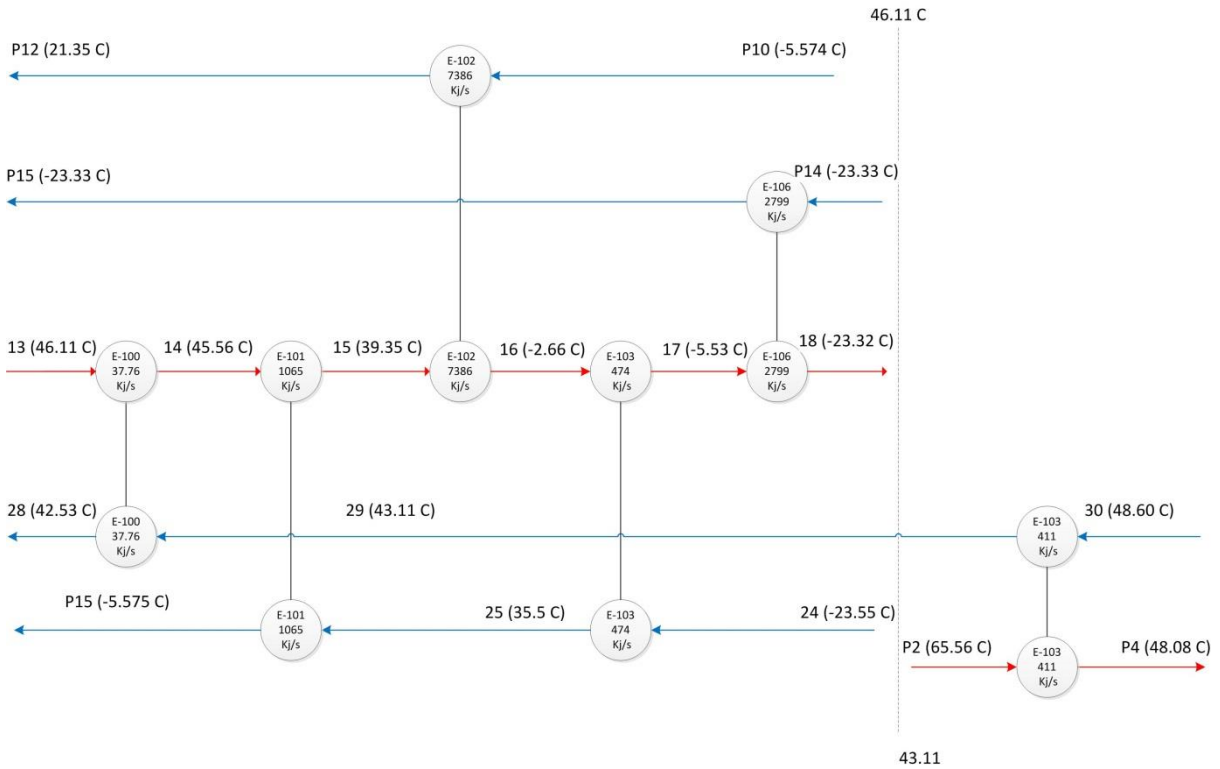 46.11 C
P12 (21.35 C)
E-102
7386
Kj/s
P10 (-5.574 C)
P15 (-23.33 C)
E-106
2799
Kj/s
P14 (-23.33 C)
13 (46.11 C)
E-100
37.76
Kj/s
14 (45.56 C)
E-101
1065
Kj/s
15 (39.35 C)
E-102
7386
Kj/s
16 (-2.66 C)
E-103
474
Kj/s
17 (-5.53 C)
E-106
2799
Kj/s
18 (-23.32 C)
28 (42.53 C)
E-100
37.76
Kj/s
29 (43.11 C)
E-103
411
Kj/s
30 (48.60 C)
P15 (-5.575 C)
E-101
1065
Kj/s
25 (35.5 C)
E-103
474
Kj/s
24 (-23.55 C)
P2 (65.56 C)
E-103
411
Kj/s
P4 (48.08 C)
43.11